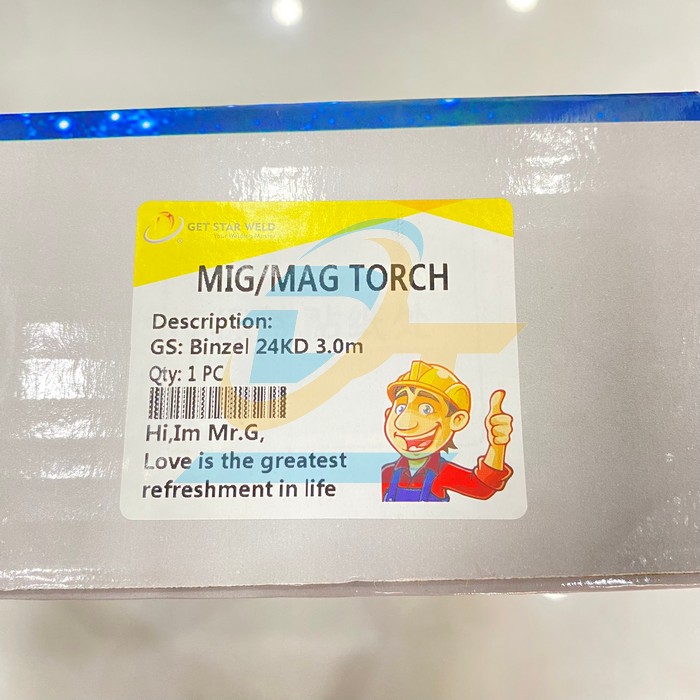 GET STAR WELD
MIG/MAG TORCH
Description:
GS: Binzel 24KD 3.0m
Qty: 1 PC
Hi,Im Mr.G,
Love is the greatest
refreshment in life